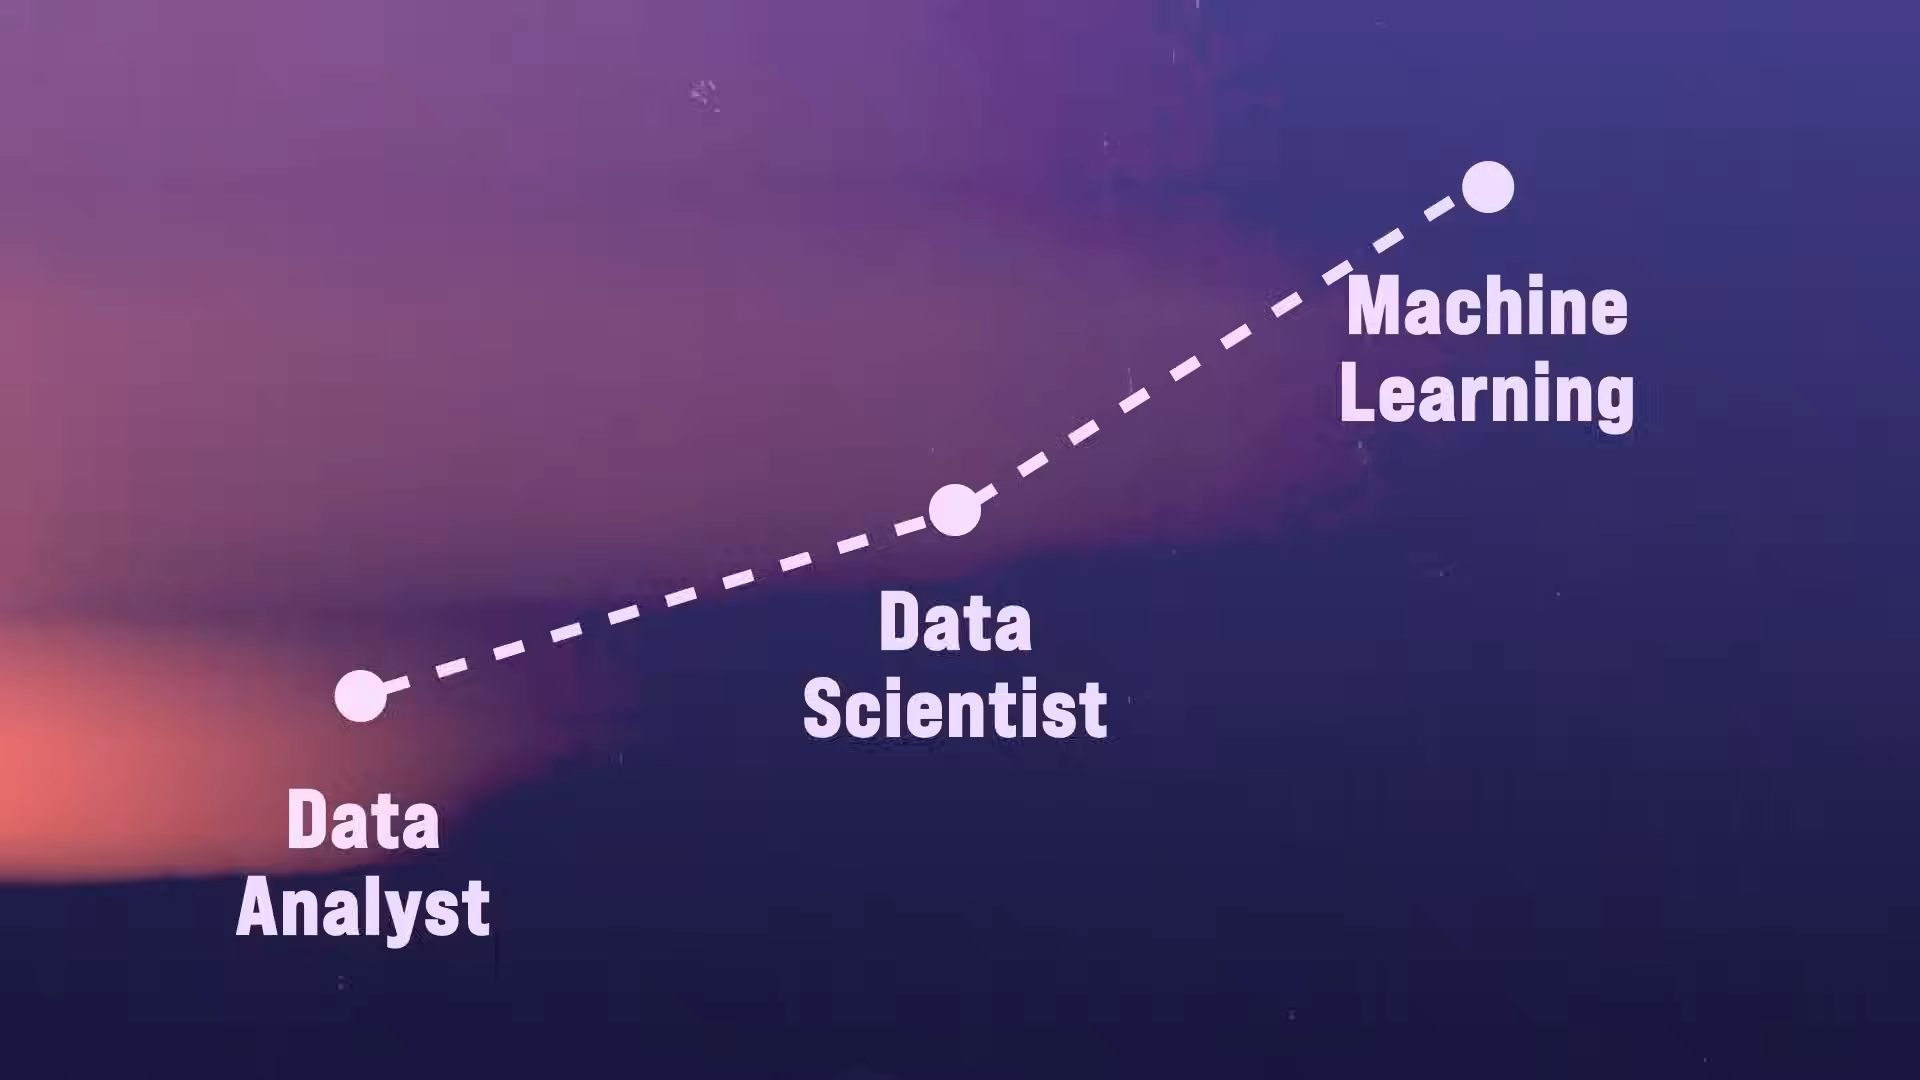 Machine
Learning
Data
Scientist
Data
Analyst